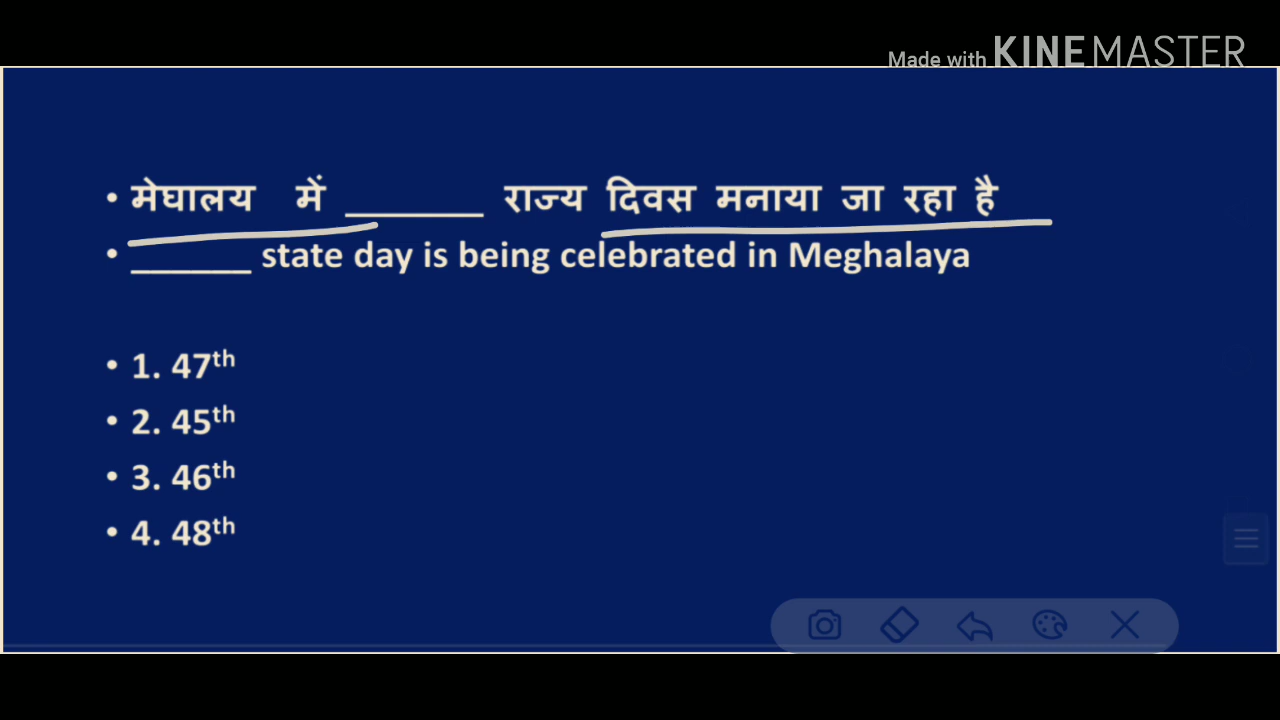 Made with KINEMASTER
• मेघालय में _______ राज्य दिवस मनाया जा रहा है
• ______ state day is being celebrated in Meghalaya
• 1. 47th
• 2. 45th
• 3. 46th
• 4. 48th